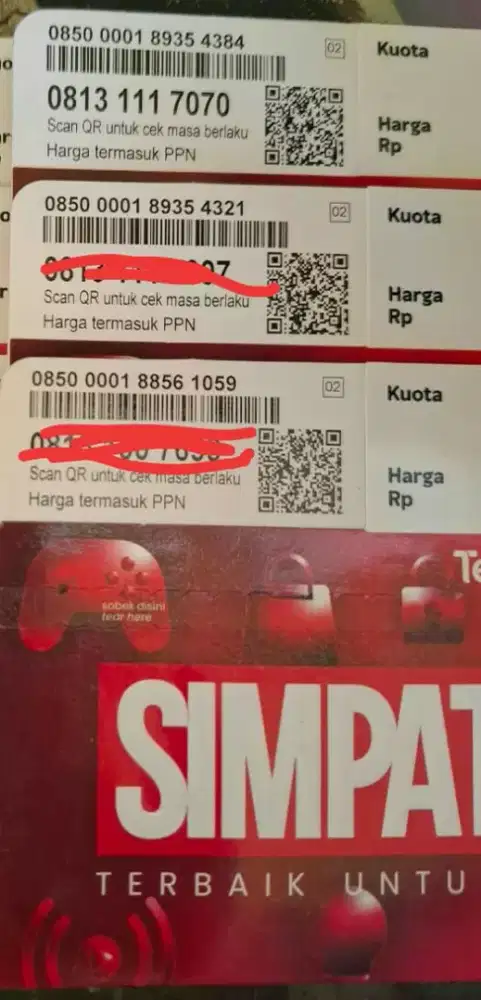 0850 0001 8935 4384
02
Kuota
0813 111 7070
Scan QR untuk cek masa berlaku
Harga termasuk PPN
Harga
Rp
0850 0001 8935 4321
02
Kuota
Scan QR untuk cek masa berlaku
Harga termasuk PPN
Harga
Rp
0850 0001 8856 1059
02
Kuota
Scan QR untuk cek masa berlaku
Harga termasuk PPN
Harga
Rp
Te
sobek disini
tear here
SIMPAT
TERBAIK UNTU